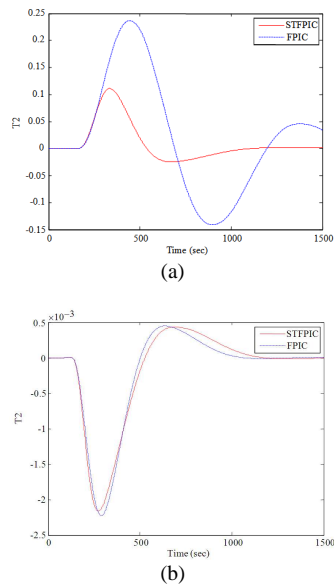 0.25
STFPIC
FPIC
0.2
0.15
0.1
T2
0.05
0
-0.05
-0.1
-0.15
0 500 1000 1500
Time (sec)
(a)
×10⁻³
0.5
STFPIC
FPIC
0
-0.5
-1
T2
-1.5
-2
-2.5
0 500 1000 1500
Time (sec)
(b)